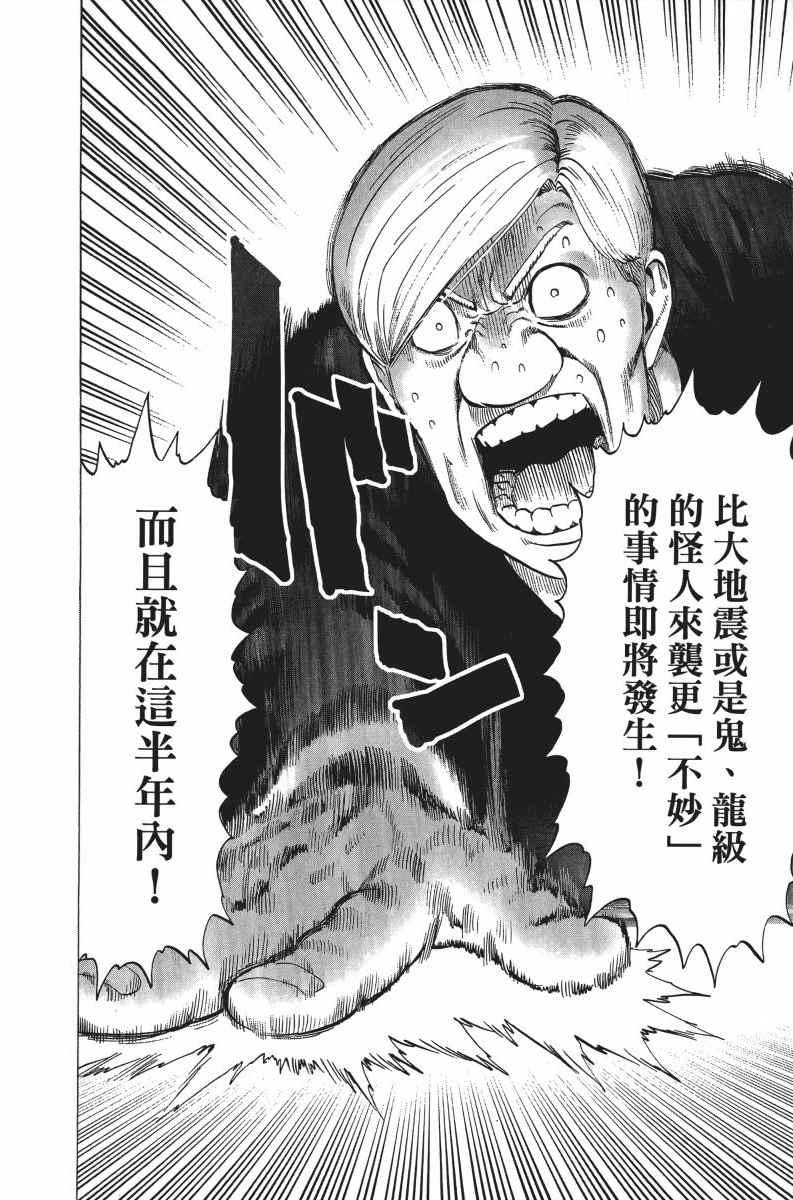 比大地震或是鬼、龍級
的怪人來襲更「不妙」
的事情即將發生！
ドン
而且就在這半年內！